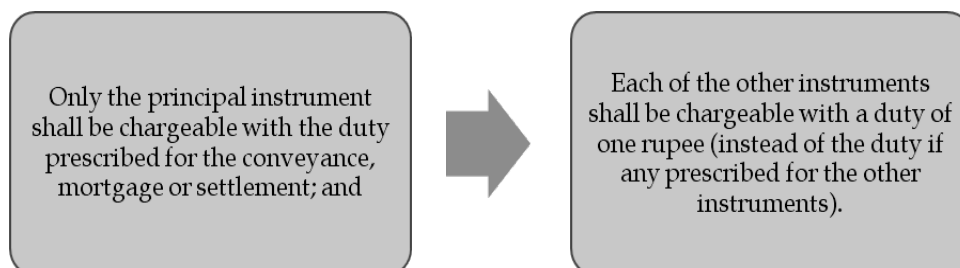 Only the principal instrument
shall be chargeable with the duty
prescribed for the conveyance,
mortgage or settlement; and
Each of the other instruments
shall be chargeable with a duty of
one rupee (instead of the duty if
any prescribed for the other
instruments).